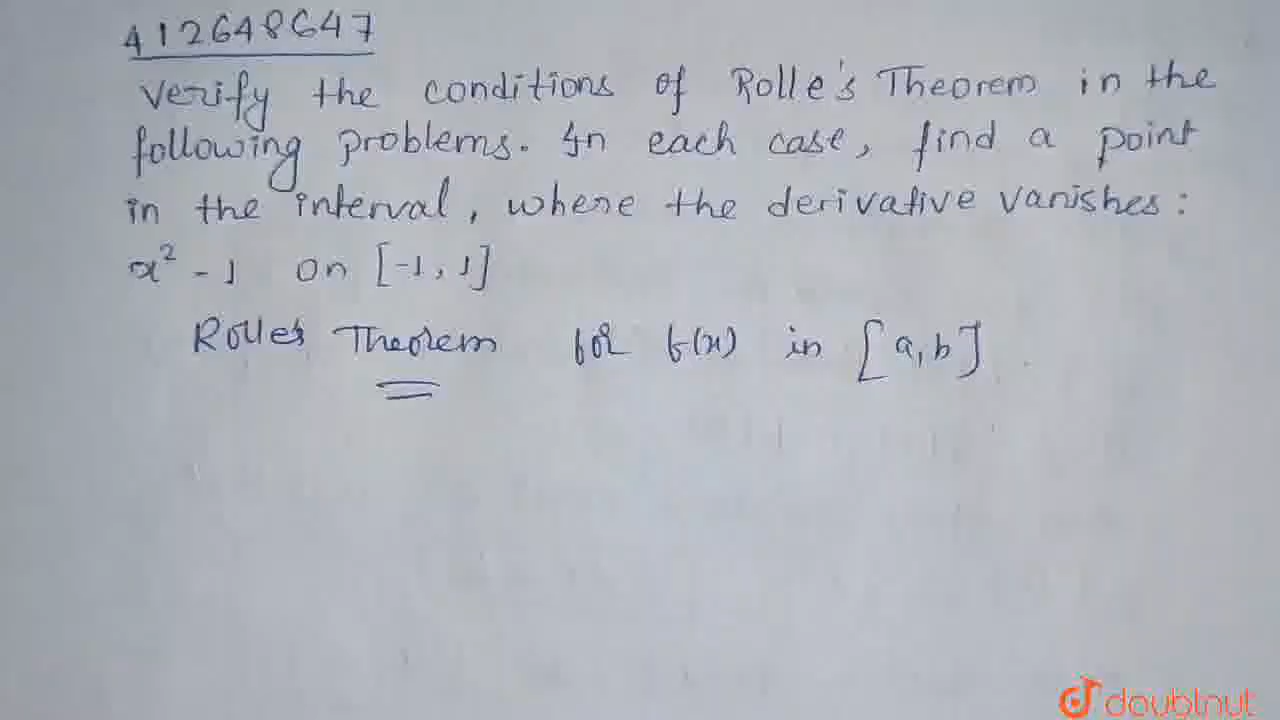 412648647
Verify the conditions of Rolle's Theorem in the
following problems. In each case, find a point
in the interval, where the derivative vanishes:
x² - 1 on [-1, 1]
Rolle's Theorem for f(x) in [a, b]
doubtnut